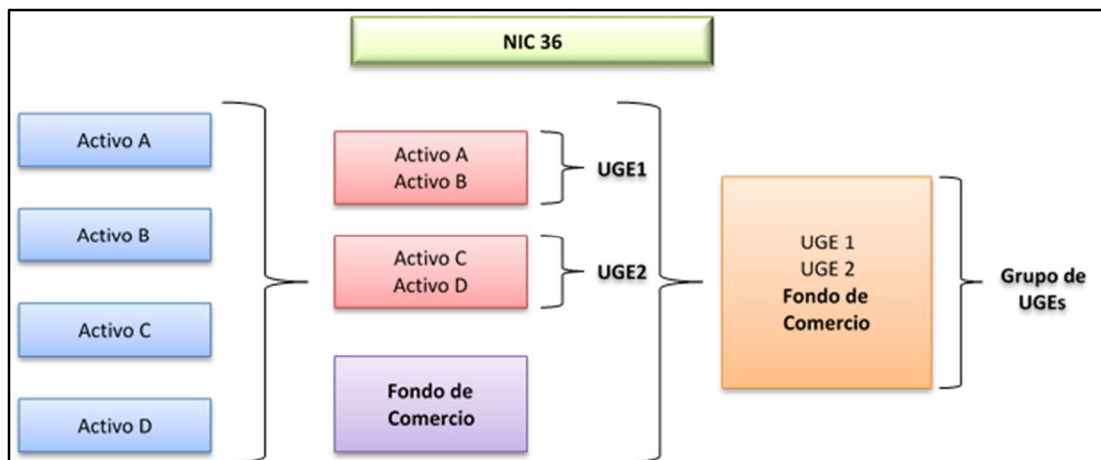 NIC 36
Activo A
Activo B
Activo C
Activo D
Activo A
Activo B
UGE1
Activo C
Activo D
UGE2
Fondo de
Comercio
UGE 1
UGE 2
Fondo de
Comercio
Grupo de
UGEs